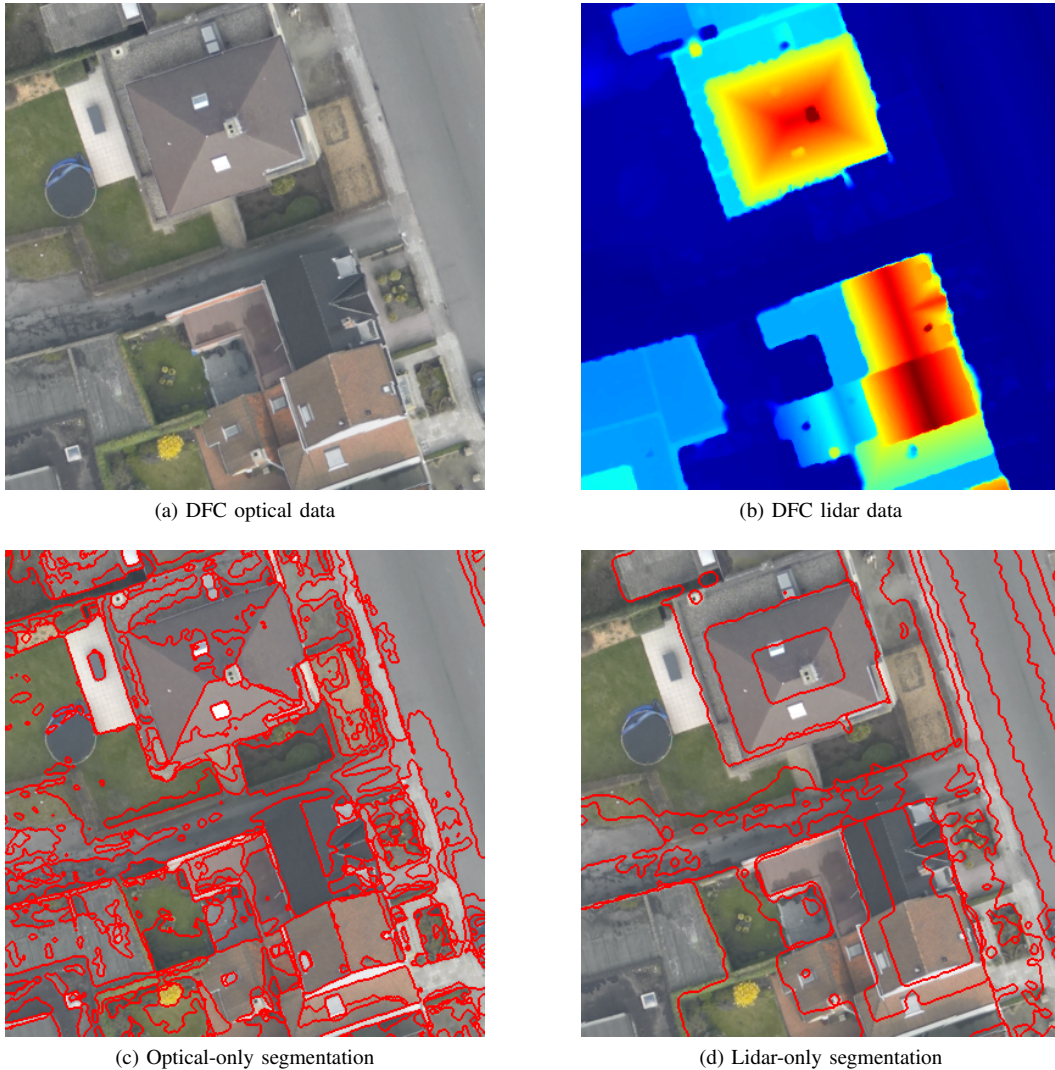 (a) DFC optical data
(b) DFC lidar data
(c) Optical-only segmentation
(d) Lidar-only segmentation